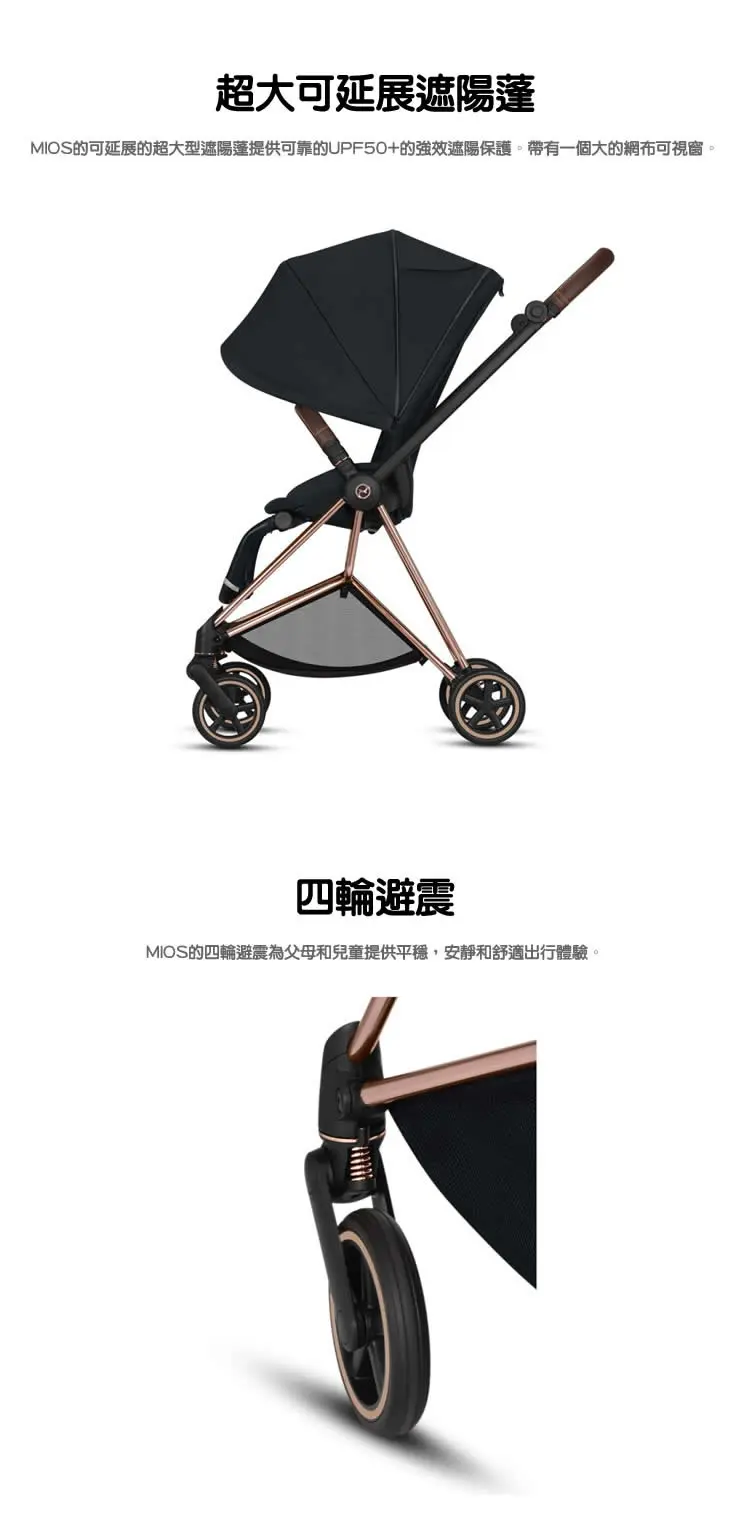 超大可延展遮陽蓬
MIOS的可延展的超大型遮陽蓬提供可靠的UPF50+的強效遮陽保護。帶有一個大的網布可視窗。
四輪避震
MIOS的四輪避震為父母和兒童提供平穩，安靜和舒適出行體驗。